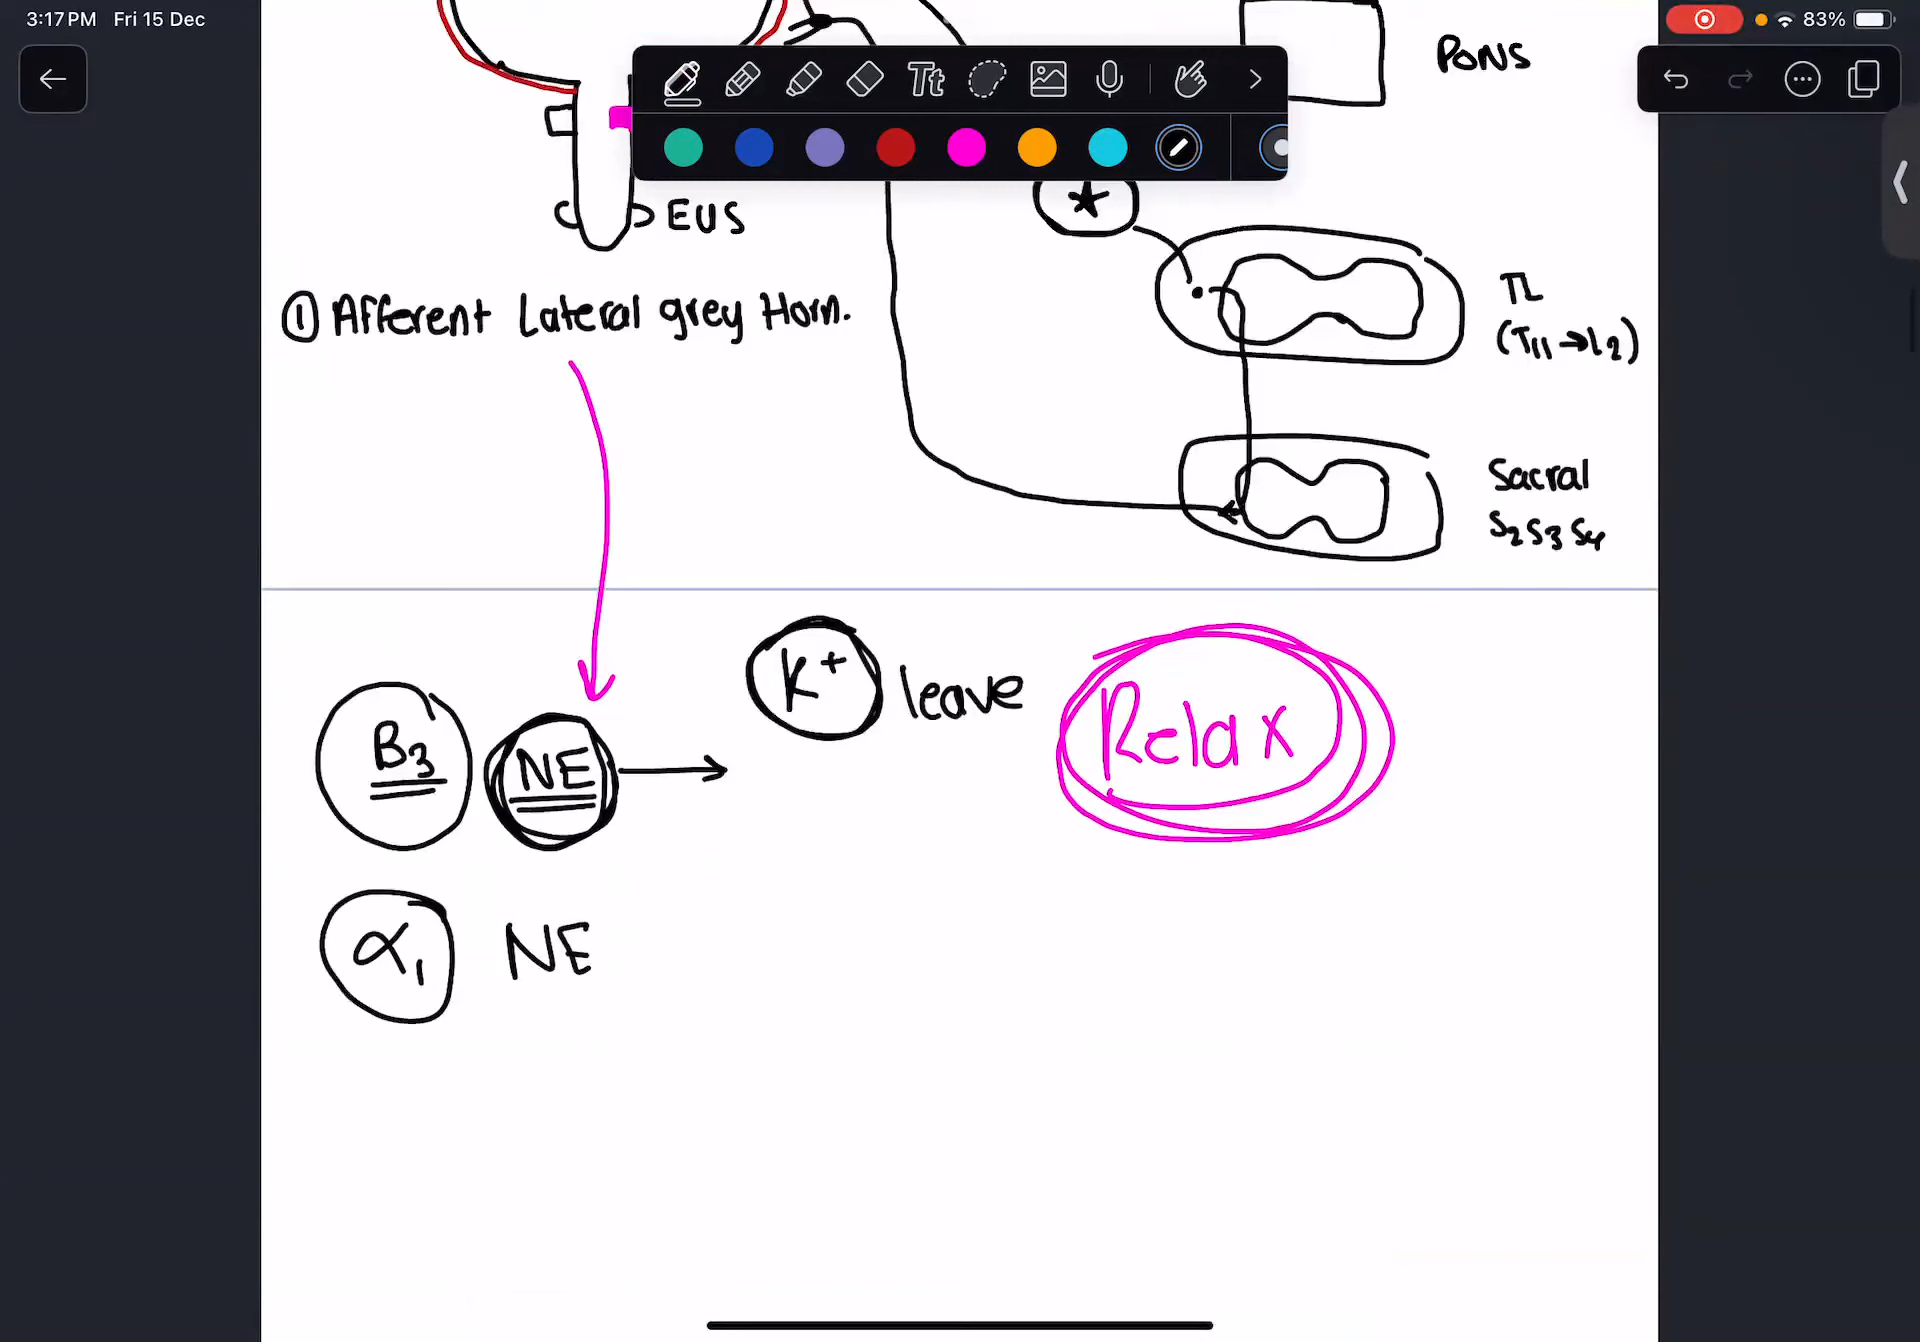 3:17 PM Fri 15 Dec
83%
PONS
Tt
EUS
① Afferent Lateral grey Horn.
TL
(T11→L2)
Sacral
S2 S3 S4
B3 NE → K+ leave Relax
α1 NE